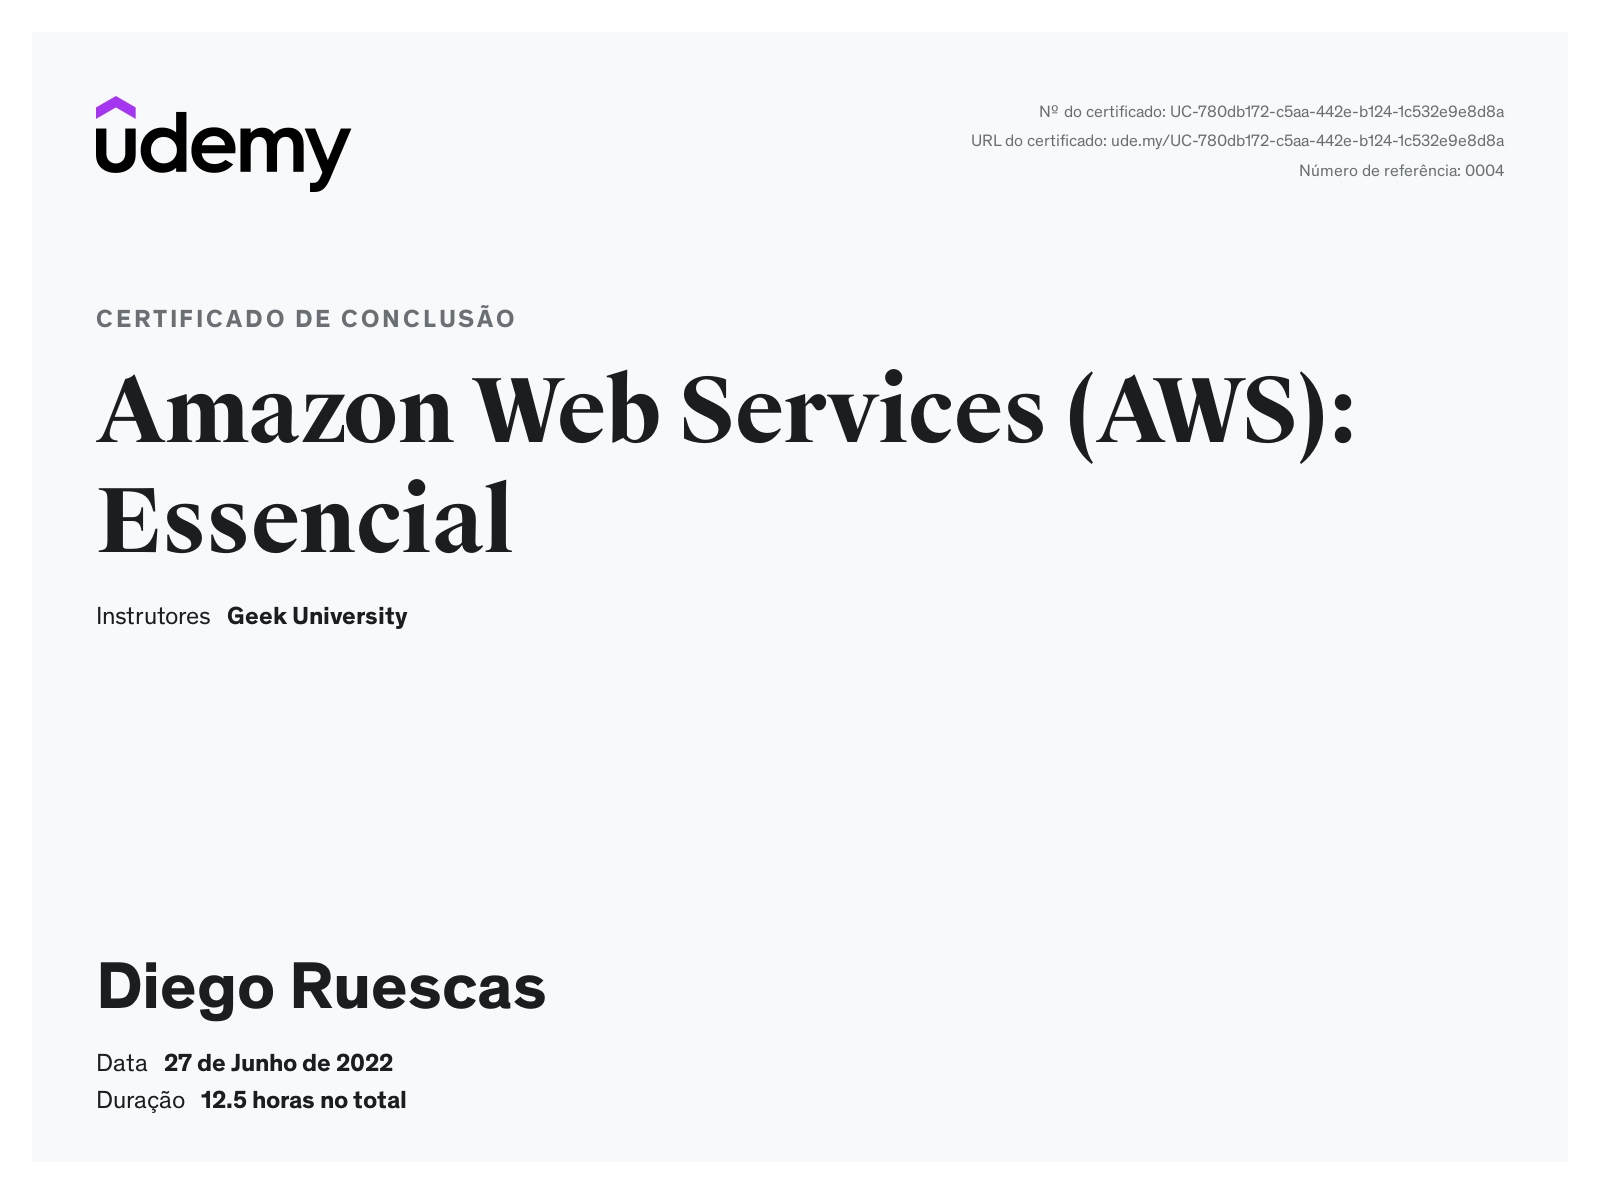 udemy
Nº do certificado: UC-780db172-c5aa-442e-b124-1c532e9e8d8a
URL do certificado: ude.my/UC-780db172-c5aa-442e-b124-1c532e9e8d8a
Número de referência: 0004
CERTIFICADO DE CONCLUSÃO
Amazon Web Services (AWS):
Essencial
Instrutores Geek University
Diego Ruescas
Data 27 de Junho de 2022
Duração 12.5 horas no total